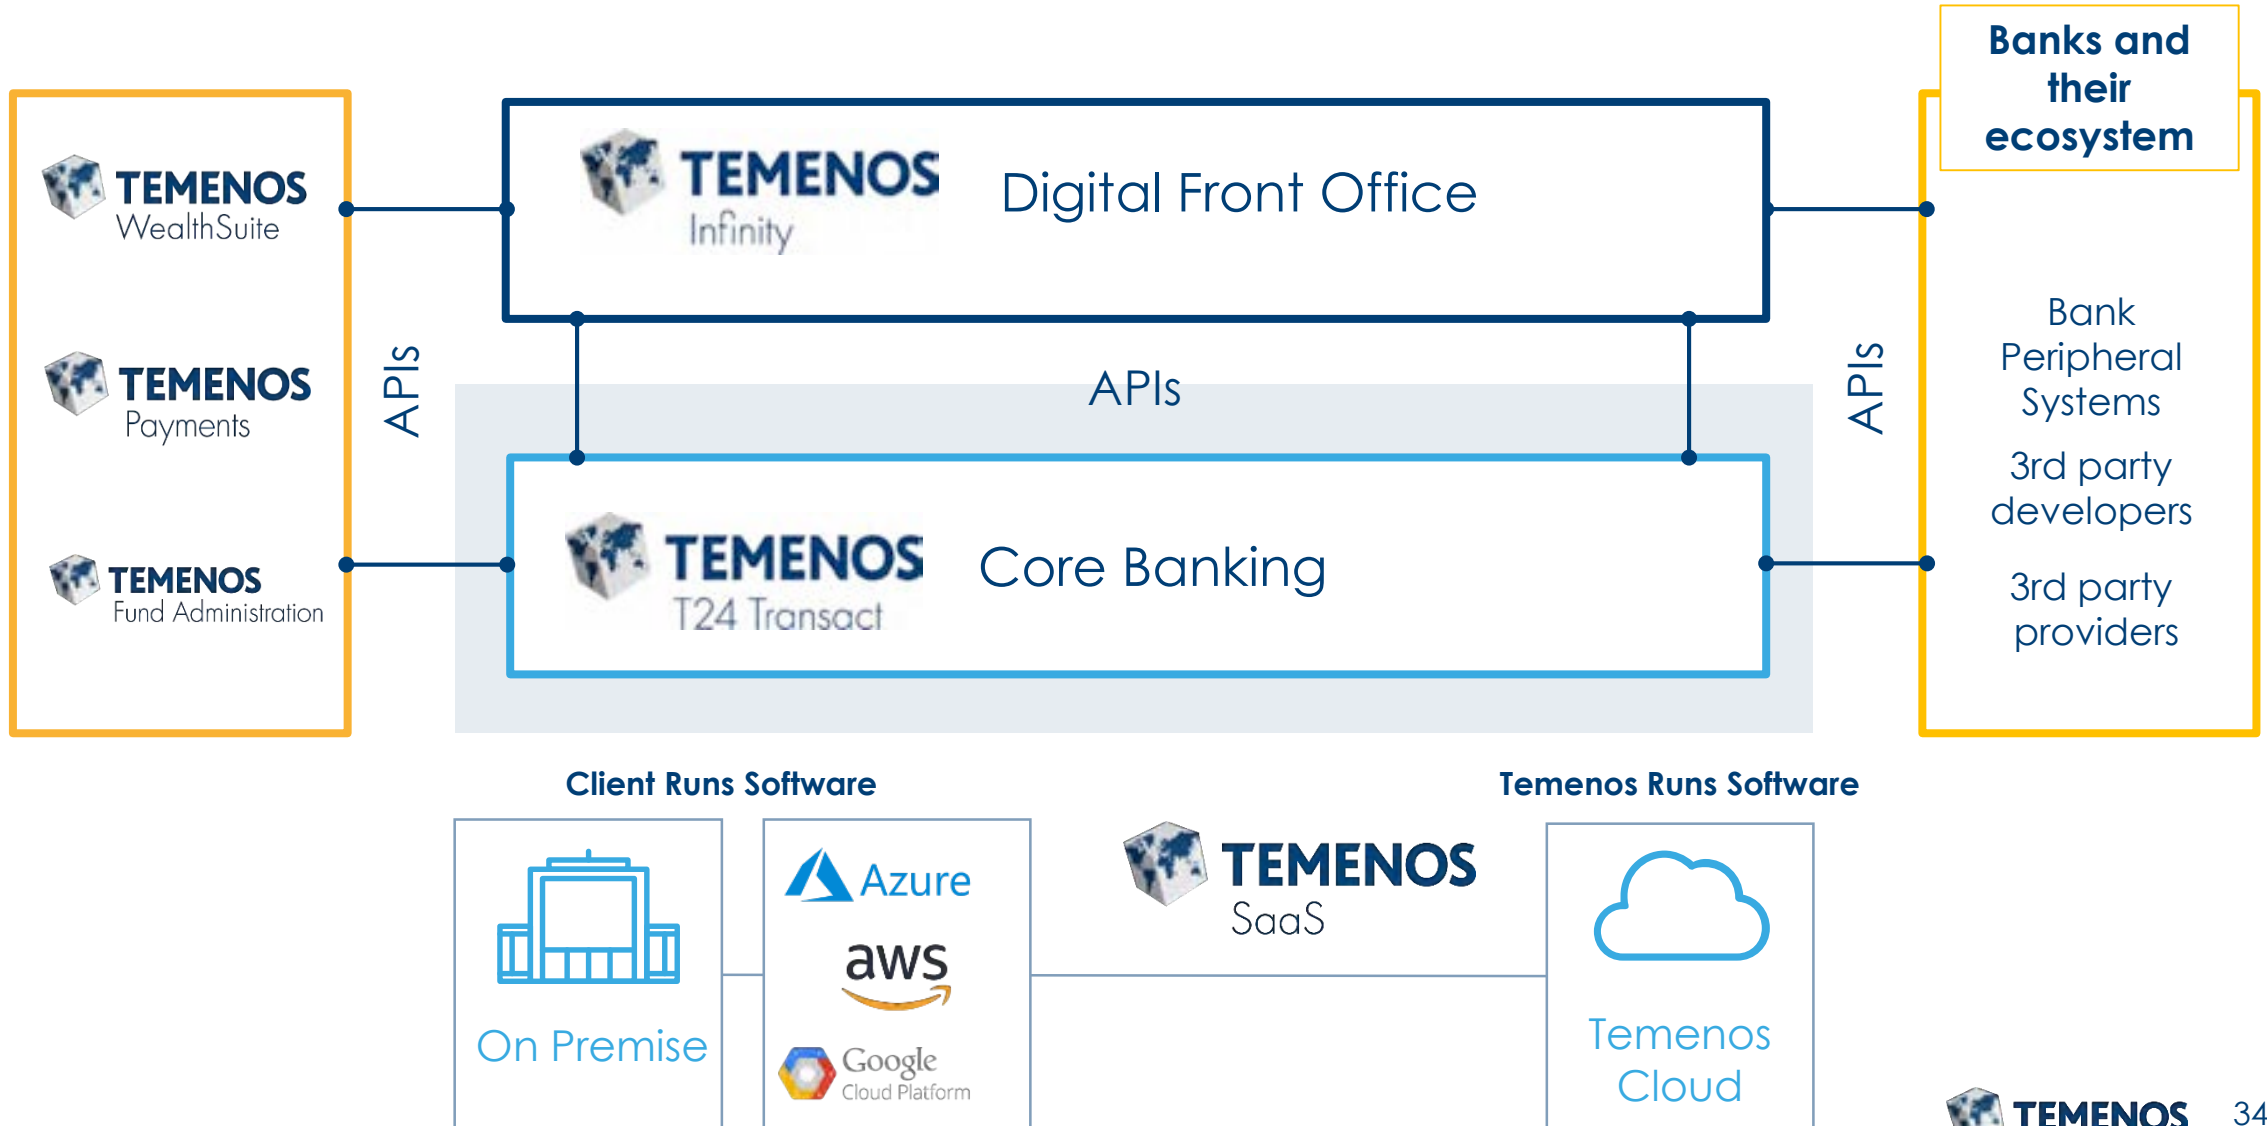 Banks and
their
ecosystem
TEMENOS
WealthSuite
TEMENOS
Payments
TEMENOS
Fund Administration
APIs
TEMENOS
Infinity
Digital Front Office
APIs
TEMENOS
T24 Transact
Core Banking
APIs
Bank
Peripheral
Systems
3rd party
developers
3rd party
providers
Client Runs Software
Temenos Runs Software
On Premise
Azure
aws
Google
Cloud Platform
TEMENOS
SaaS
Temenos
Cloud
TEMENOS
34